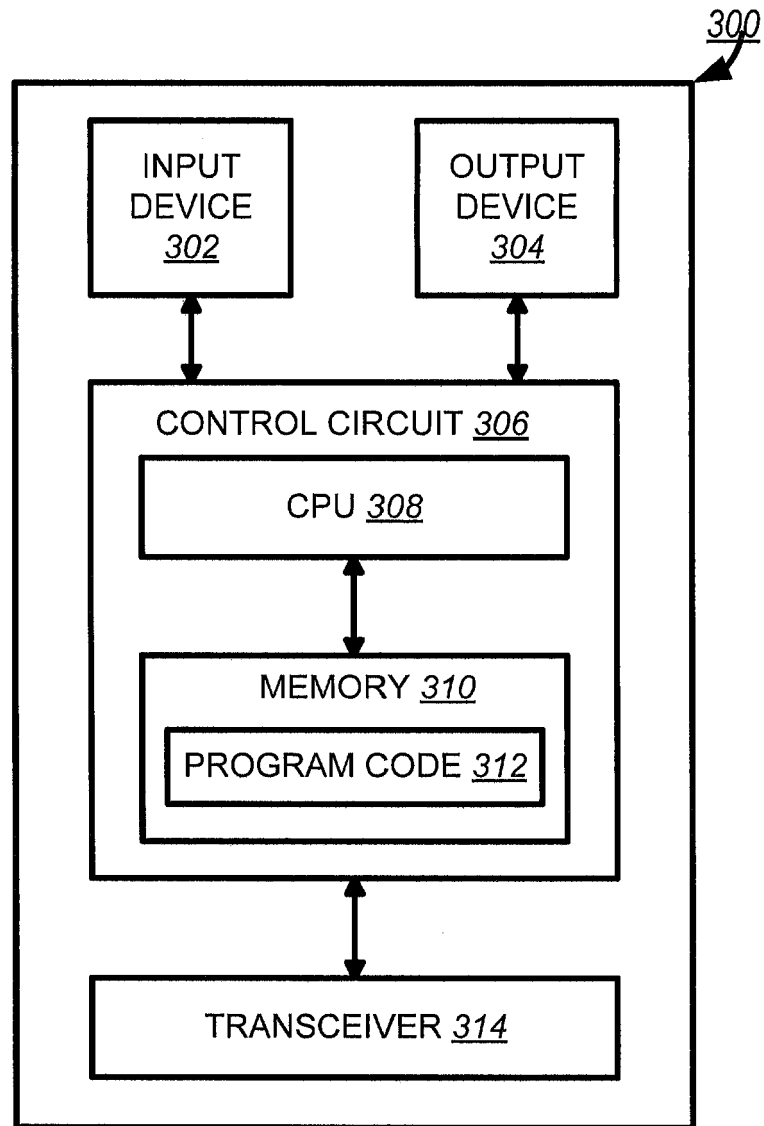 300
INPUT
DEVICE
302
OUTPUT
DEVICE
304
CONTROL CIRCUIT 306
CPU 308
MEMORY 310
PROGRAM CODE 312
TRANSCEIVER 314